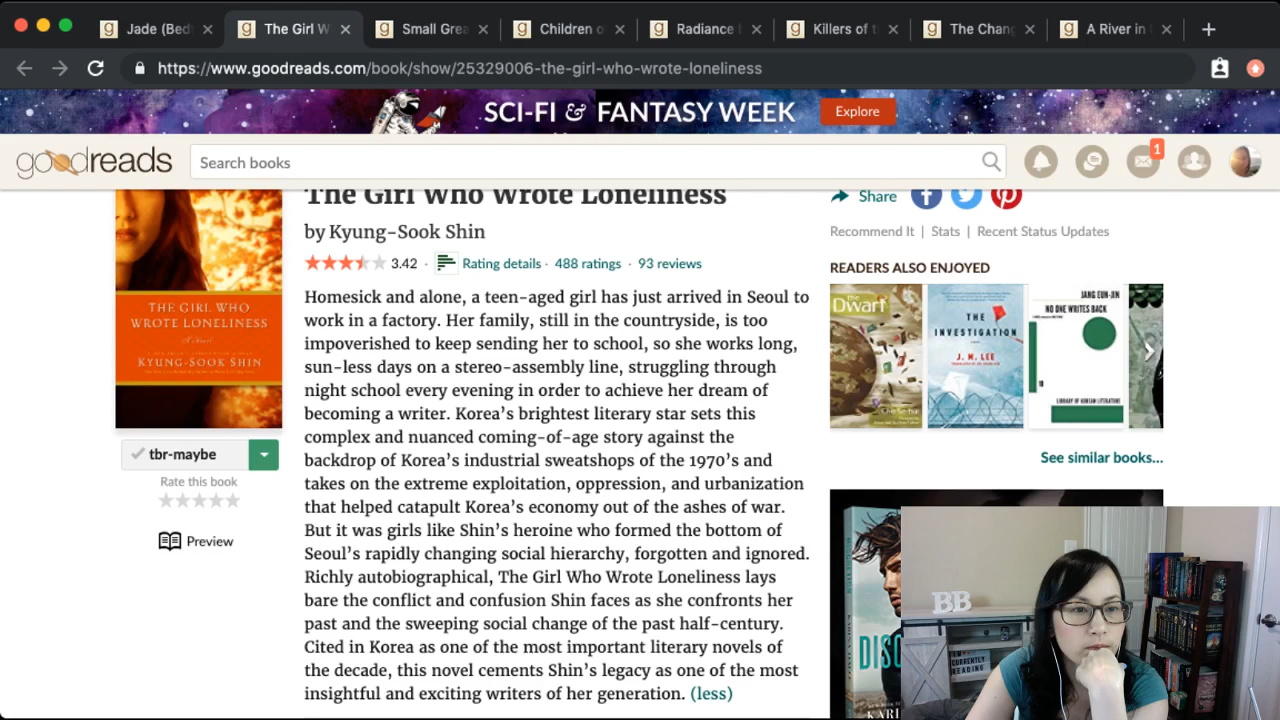 Jade (Bed
The Girl W
Small Grea
Children o
Radiance
Killers of t
The Chang
A River in
https://www.goodreads.com/book/show/25329006-the-girl-who-wrote-loneliness
SCI-FI & FANTASY WEEK
Explore
goodreads
Search books
1
The Girl Who Wrote Loneliness
by Kyung-Sook Shin
3.42 · Rating details · 488 ratings · 93 reviews
Homesick and alone, a teen-aged girl has just arrived in Seoul to
work in a factory. Her family, still in the countryside, is too
impoverished to keep sending her to school, so she works long,
sun-less days on a stereo-assembly line, struggling through
night school every evening in order to achieve her dream of
becoming a writer. Korea's brightest literary star sets this
complex and nuanced coming-of-age story against the
backdrop of Korea's industrial sweatshops of the 1970's and
takes on the extreme exploitation, oppression, and urbanization
that helped catapult Korea's economy out of the ashes of war.
But it was girls like Shin's heroine who formed the bottom of
Seoul's rapidly changing social hierarchy, forgotten and ignored.
Richly autobiographical, The Girl Who Wrote Loneliness lays
bare the conflict and confusion Shin faces as she confronts her
past and the sweeping social change of the past half-century.
Cited in Korea as one of the most important literary novels of
the decade, this novel cements Shin's legacy as one of the most
insightful and exciting writers of her generation. (less)
THE GIRL WHO
WROTE LONELINESS
KYUNG-SOOK SHIN
tbr-maybe
Rate this book
Preview
Share
Recommend It | Stats | Recent Status Updates
READERS ALSO ENJOYED
the
Dwarf
THE
INVESTIGATION
J. M. LEE
JANG EUN-JIN
NO ONE WRITES BACK
LIBRARY OF KOREAN LITERATURE
See similar books...
DISC
KARI
BB
CURRENTLY
READING